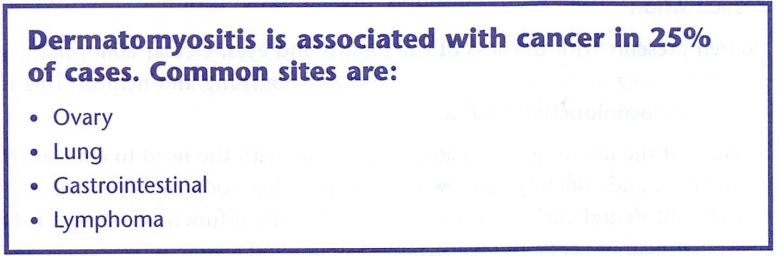 Dermatomyositis is associated with cancer in 25%
of cases. Common sites are:
• Ovary
• Lung
• Gastrointestinal
• Lymphoma